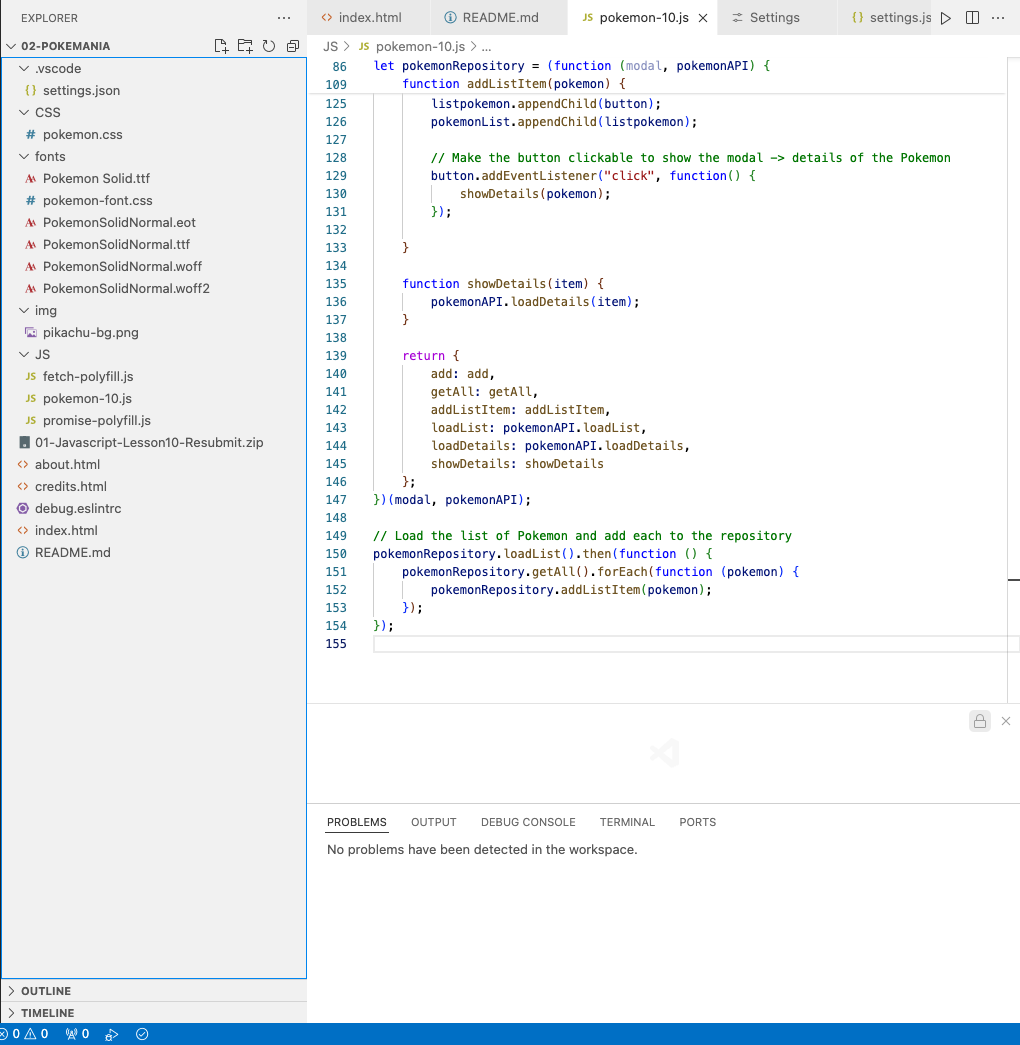 EXPLORER
index.html
README.md
JS pokemon-10.js
Settings
{} settings.js
02-POKEMANIA
JS > JS pokemon-10.js > ...
.vscode
{} settings.json
CSS
# pokemon.css
fonts
Pokemon Solid.ttf
# pokemon-font.css
PokemonSolidNormal.eot
PokemonSolidNormal.ttf
PokemonSolidNormal.woff
PokemonSolidNormal.woff2
img
pikachu-bg.png
JS
JS fetch-polyfill.js
JS pokemon-10.js
JS promise-polyfill.js
01-Javascript-Lesson10-Resubmit.zip
about.html
credits.html
debug.eslintrc
index.html
README.md
OUTLINE
TIMELINE
86 let pokemonRepository = (function (modal, pokemonAPI) {
109 function addListItem(pokemon) {
125 listpokemon.appendChild(button);
126 pokemonList.appendChild(listpokemon);
127
128 // Make the button clickable to show the modal -> details of the Pokemon
129 button.addEventListener("click", function() {
130 showDetails(pokemon);
131 });
132
133 }
134
135 function showDetails(item) {
136 pokemonAPI.loadDetails(item);
137 }
138
139 return {
140 add: add,
141 getAll: getAll,
142 addListItem: addListItem,
143 loadList: pokemonAPI.loadList,
144 loadDetails: pokemonAPI.loadDetails,
145 showDetails: showDetails
146 };
147 })(modal, pokemonAPI);
148
149 // Load the list of Pokemon and add each to the repository
150 pokemonRepository.loadList().then(function () {
151 pokemonRepository.getAll().forEach(function (pokemon) {
152 pokemonRepository.addListItem(pokemon);
153 });
154 });
155
PROBLEMS OUTPUT DEBUG CONSOLE TERMINAL PORTS
No problems have been detected in the workspace.
0 0 0